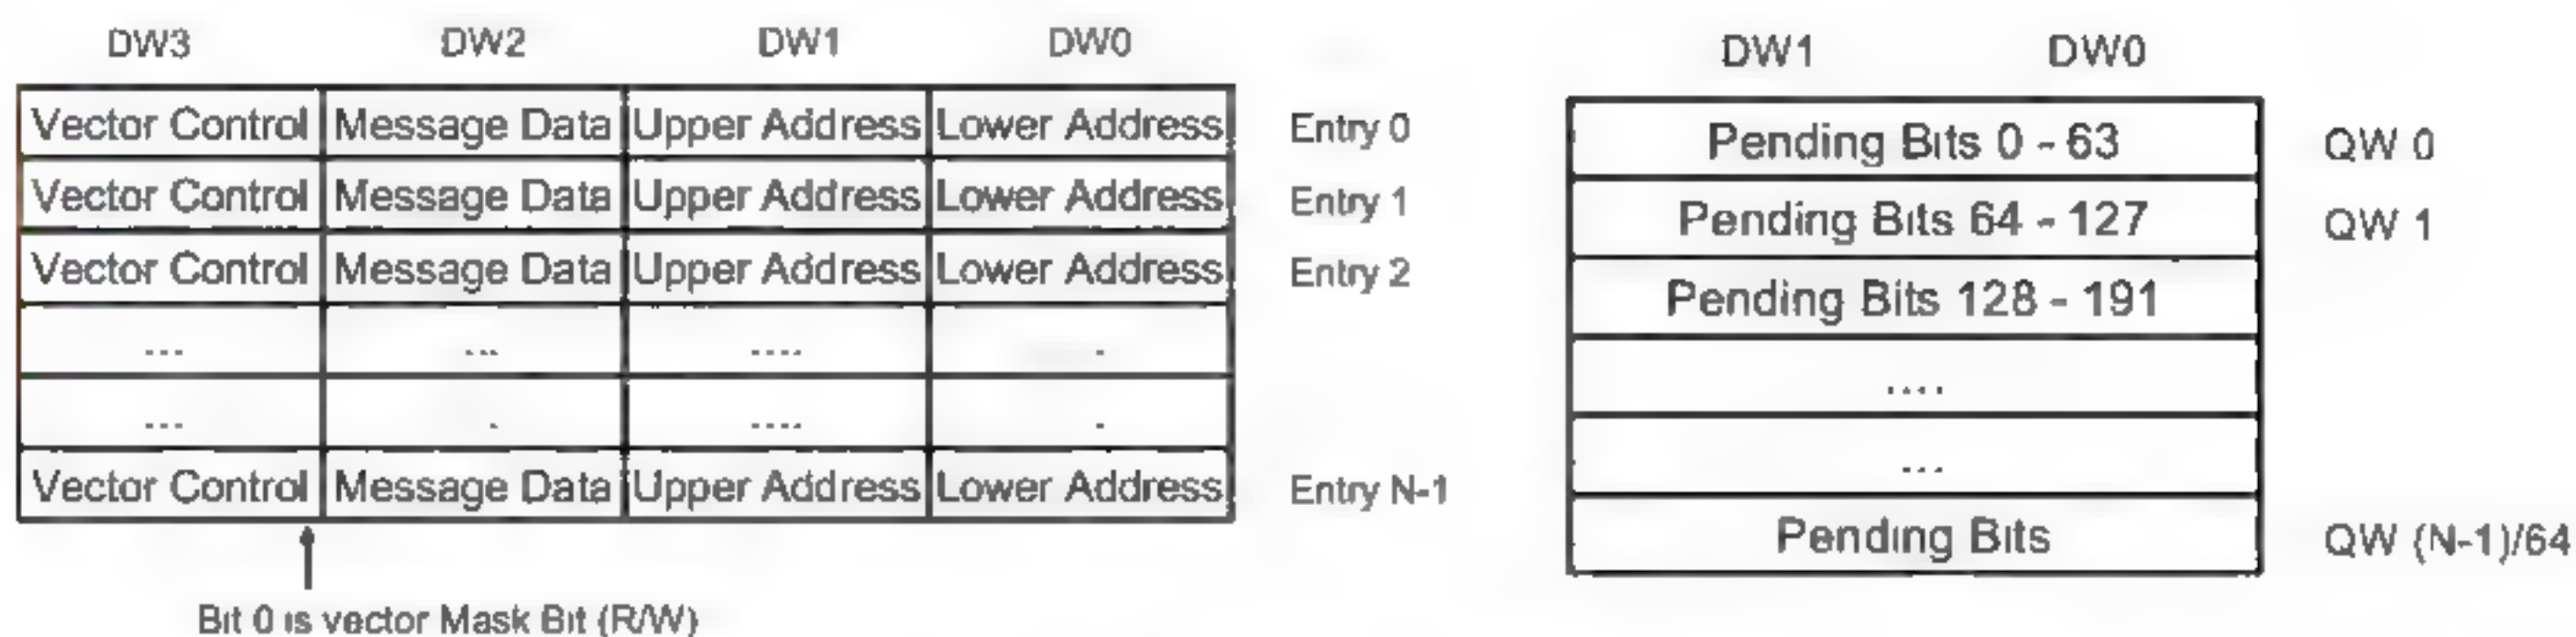 DW3 DW2 DW1 DW0
Vector Control Message Data Upper Address Lower Address Entry 0
Vector Control Message Data Upper Address Lower Address Entry 1
Vector Control Message Data Upper Address Lower Address Entry 2
... ... .... .
... . .... .
Vector Control Message Data Upper Address Lower Address Entry N-1
Bit 0 is vector Mask Bit (R/W)
DW1 DW0
Pending Bits 0 - 63 QW 0
Pending Bits 64 - 127 QW 1
Pending Bits 128 - 191
....
...
Pending Bits QW (N-1)/64